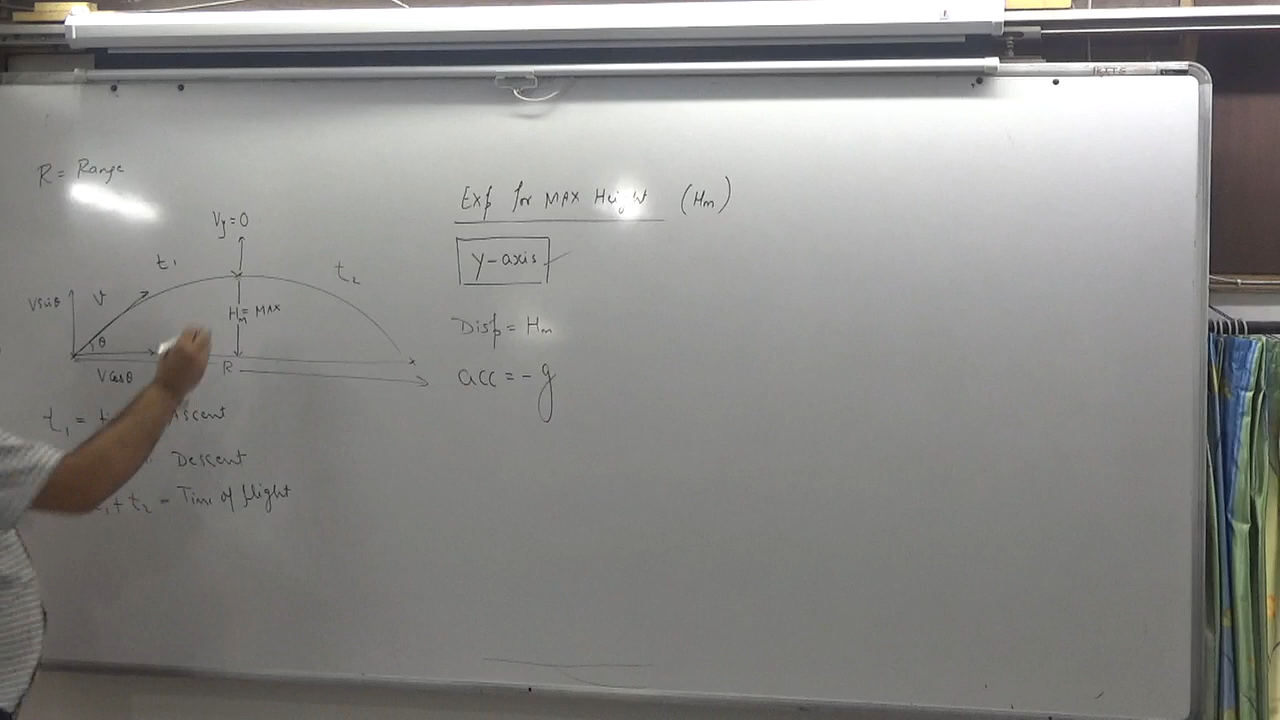 R = Range
Vy = 0
t1
t2
Vsinθ
V
Hm = MAX
θ
R
Vcosθ
t1 = Ascent
Descent
t1 + t2 = Time of flight
Exp for MAX Height (Hm)
y-axis
Disp = Hm
acc = - g